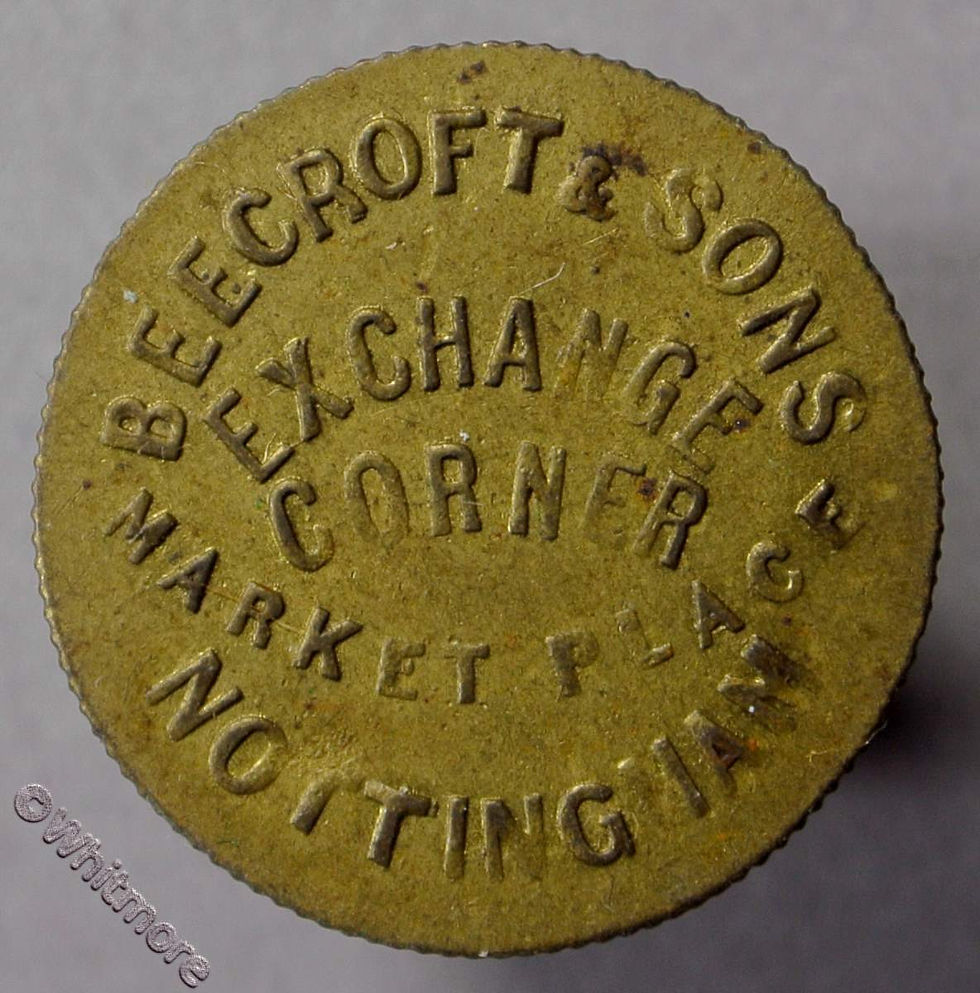 BEECROFT & SONS
EXCHANGE
CORNER
MARKET PLACE
NOTTINGHAM
©Whitmore